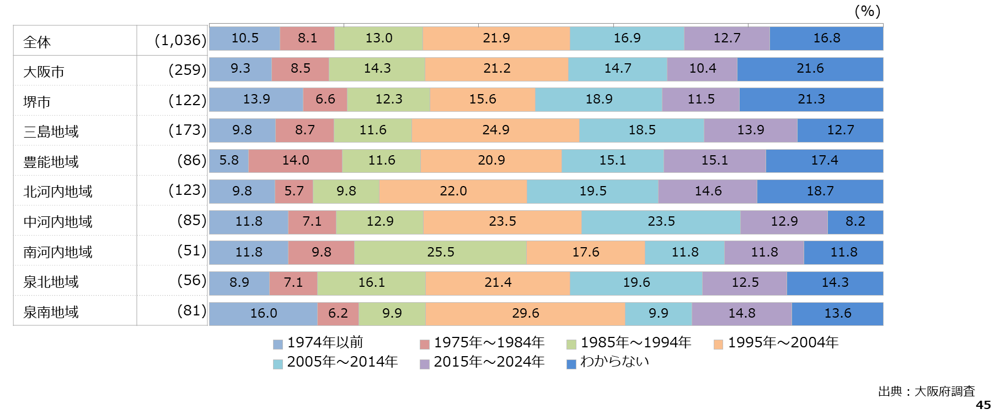 (%)
全体 (1,036) 10.5 8.1 13.0 21.9 16.9 12.7 16.8
大阪市 (259) 9.3 8.5 14.3 21.2 14.7 10.4 21.6
堺市 (122) 13.9 6.6 12.3 15.6 18.9 11.5 21.3
三島地域 (173) 9.8 8.7 11.6 24.9 18.5 13.9 12.7
豊能地域 (86) 5.8 14.0 11.6 20.9 15.1 15.1 17.4
北河内地域 (123) 9.8 5.7 9.8 22.0 19.5 14.6 18.7
中河内地域 (85) 11.8 7.1 12.9 23.5 23.5 12.9 8.2
南河内地域 (51) 11.8 9.8 25.5 17.6 11.8 11.8 11.8
泉北地域 (56) 8.9 7.1 16.1 21.4 19.6 12.5 14.3
泉南地域 (81) 16.0 6.2 9.9 29.6 9.9 14.8 13.6
1974年以前 1975年～1984年 1985年～1994年 1995年～2004年
2005年～2014年 2015年～2024年 わからない
出典：大阪府調査
45